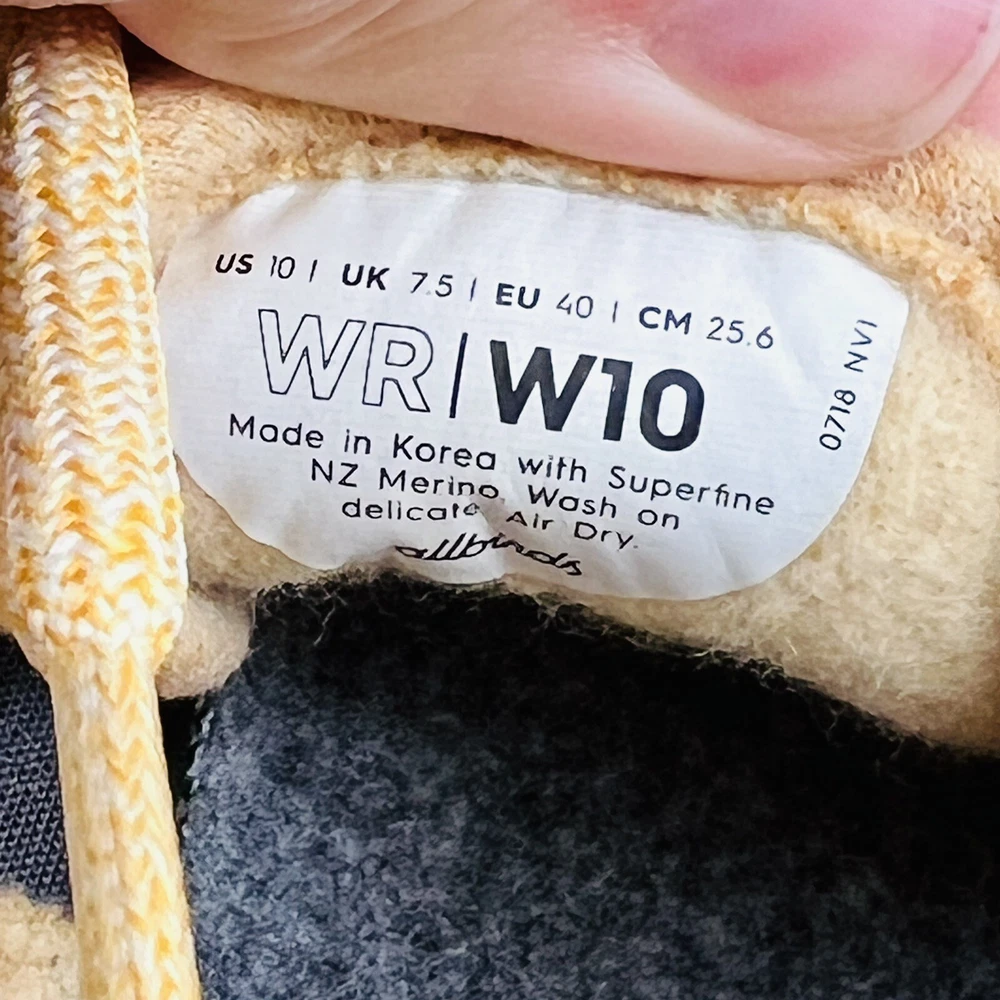 US 10 | UK 7.5 | EU 40 | CM 25.6
WR | W10
Made in Korea with Superfine
NZ Merino. Wash on
delicate. Air Dry.
allbirds
0718 NVI